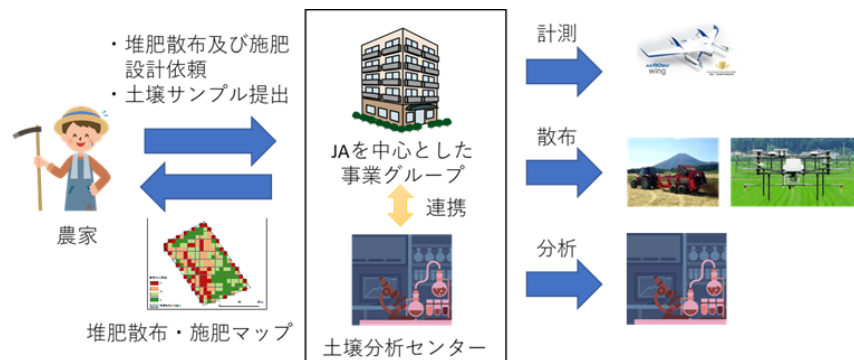 ・堆肥散布及び施肥
設計依頼
・土壌サンプル提出
農家
堆肥散布・施肥マップ
JAを中心とした
事業グループ
連携
土壌分析センター
計測
wing
散布
分析